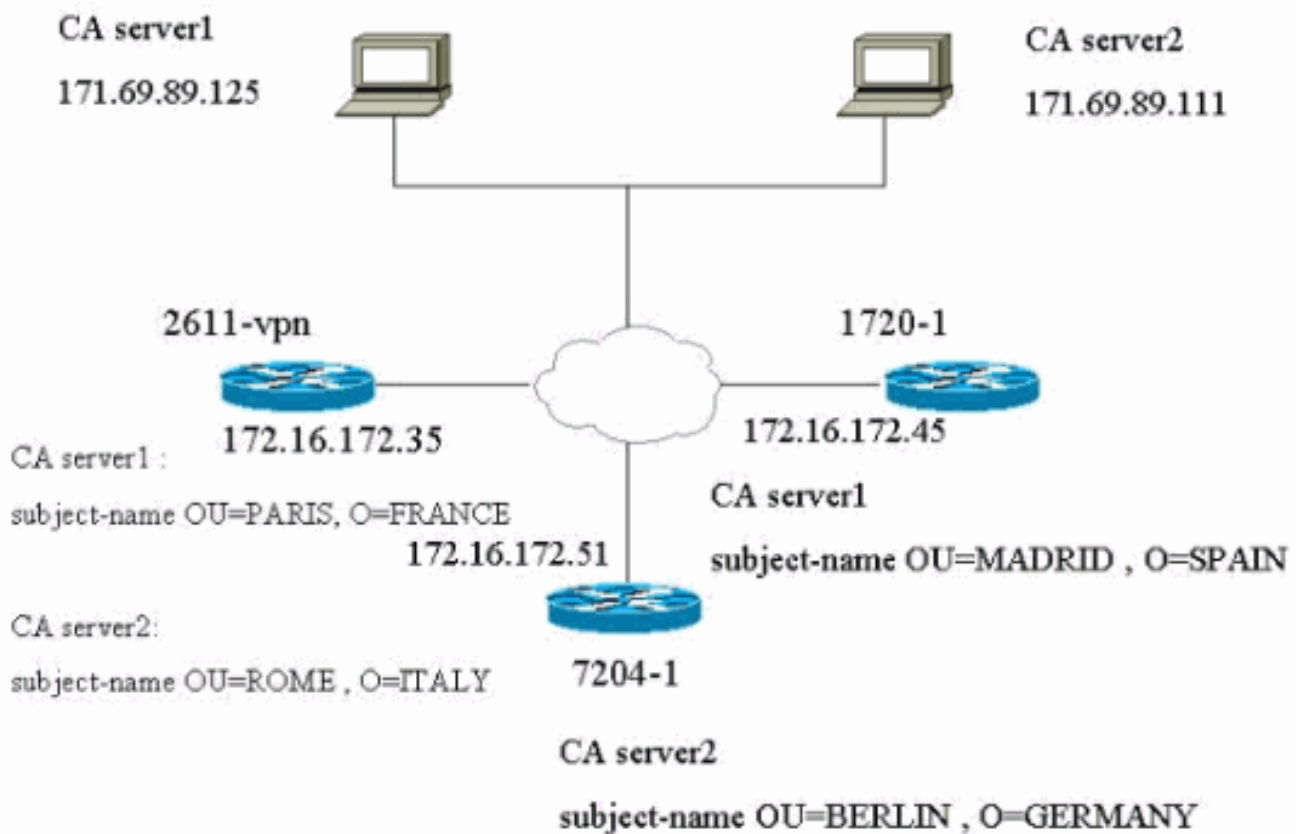 CA server1
171.69.89.125
CA server2
171.69.89.111
2611-vpn
1720-1
172.16.172.35
172.16.172.45
CA server1 :
subject-name OU=PARIS, O=FRANCE
CA server1
subject-name OU=MADRID , O=SPAIN
172.16.172.51
CA server2:
subject-name OU=ROME , O=ITALY
7204-1
CA server2
subject-name OU=BERLIN , O=GERMANY